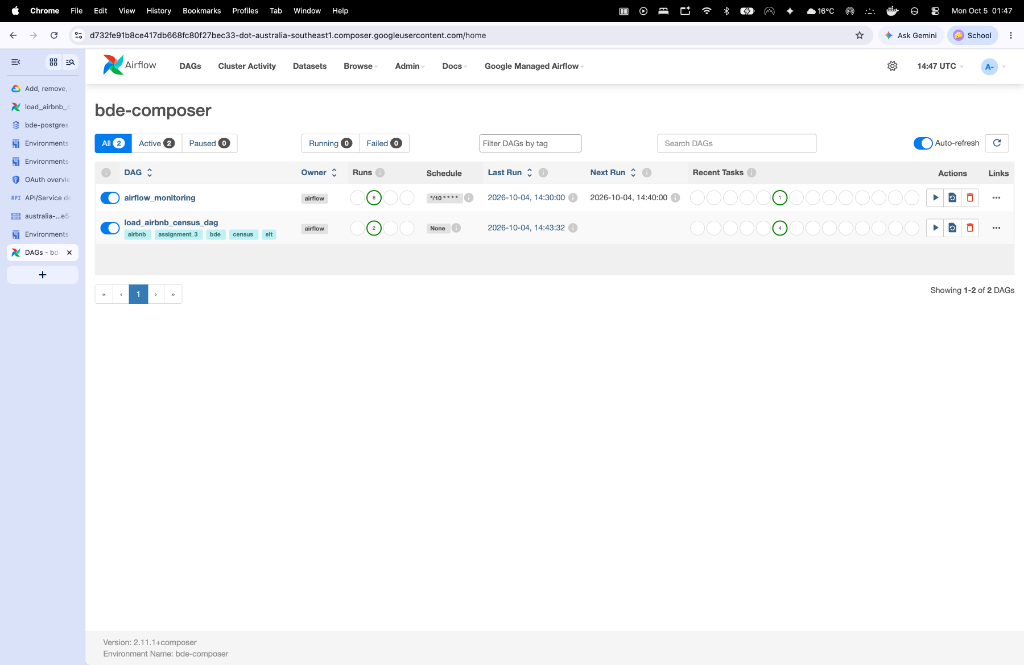 Chrome File Edit View History Bookmarks Profiles Tab Window Help 16°C Mon Oct 5 01:47
d732fe91b8ce417db668fc80f27bec33-dot-australia-southeast1.composer.googleusercontent.com/home Ask Gemini School
Add, remove,
load_airbnb_
bde-postgre
Environments
Environments
OAuth overvi
API API/Service de
australia-...e6
Environments
DAGs - bd
Airflow DAGs Cluster Activity Datasets Browse Admin Docs Google Managed Airflow 14:47 UTC A-
bde-composer
All 2 Active 2 Paused 0 Running 0 Failed 0 Filter DAGs by tag Search DAGs Auto-refresh
DAG Owner Runs Schedule Last Run Next Run Recent Tasks Actions Links
airflow_monitoring airflow 8 */10 * * * * 2026-10-04, 14:30:00 2026-10-04, 14:40:00 1
load_airbnb_census_dag airflow 2 None 2026-10-04, 14:43:32 4
airbnb assignment_3 bde census elt
« ‹ 1 › » Showing 1-2 of 2 DAGs
Version: 2.11.1+composer
Environment Name: bde-composer